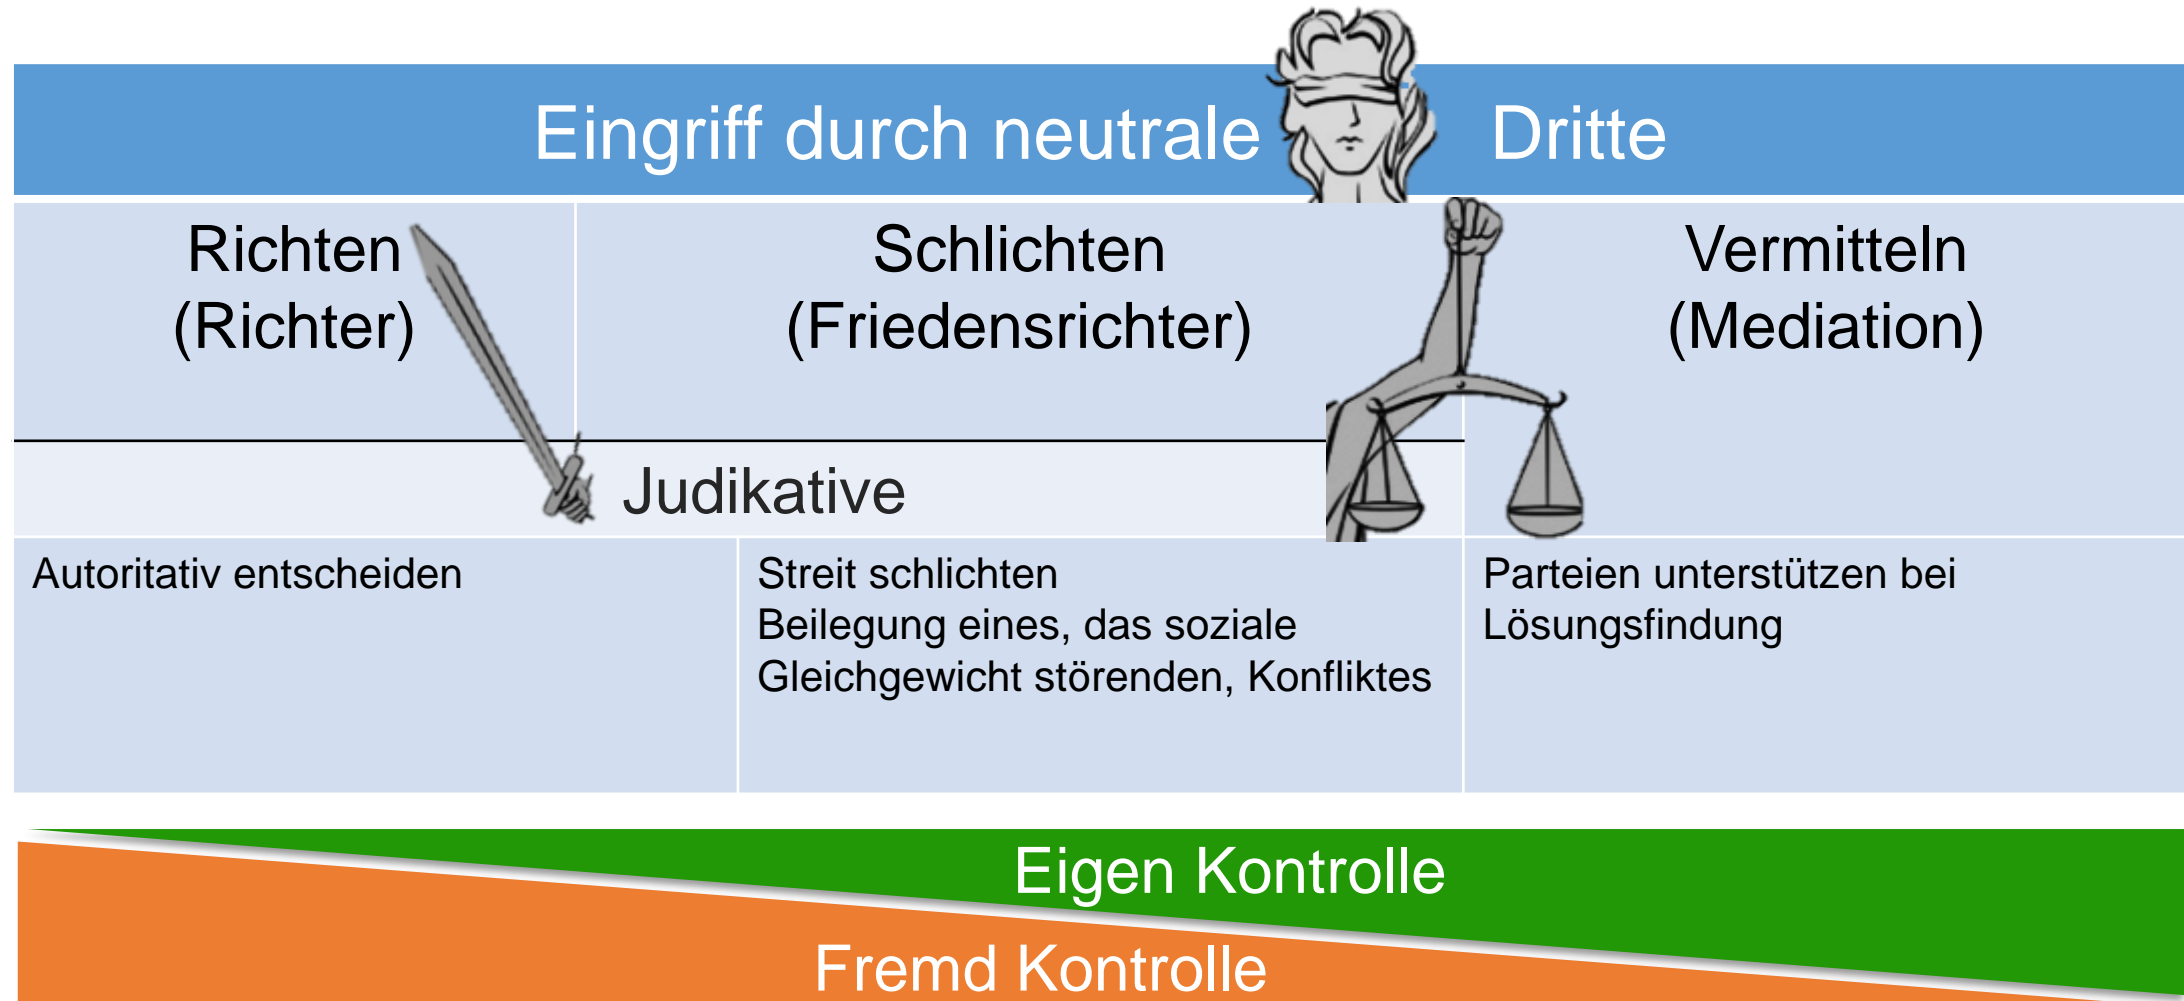 Eingriff durch neutrale Dritte
Richten
(Richter)
Schlichten
(Friedensrichter)
Vermitteln
(Mediation)
Judikative
Autoritativ entscheiden
Streit schlichten
Beilegung eines, das soziale
Gleichgewicht störenden, Konfliktes
Parteien unterstützen bei
Lösungsfindung
Eigen Kontrolle
Fremd Kontrolle